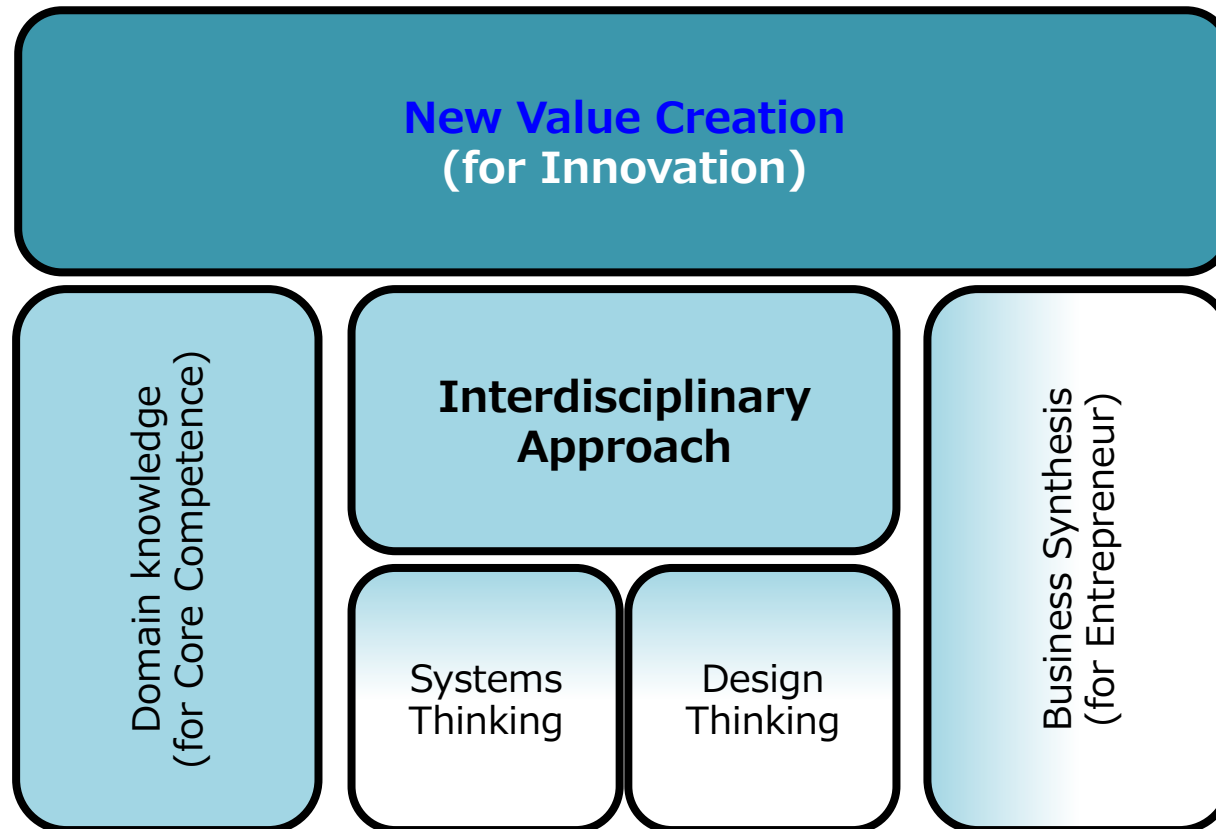 New Value Creation
(for Innovation)
Domain knowledge
(for Core Competence)
Interdisciplinary
Approach
Systems
Thinking
Design
Thinking
Business Synthesis
(for Entrepreneur)